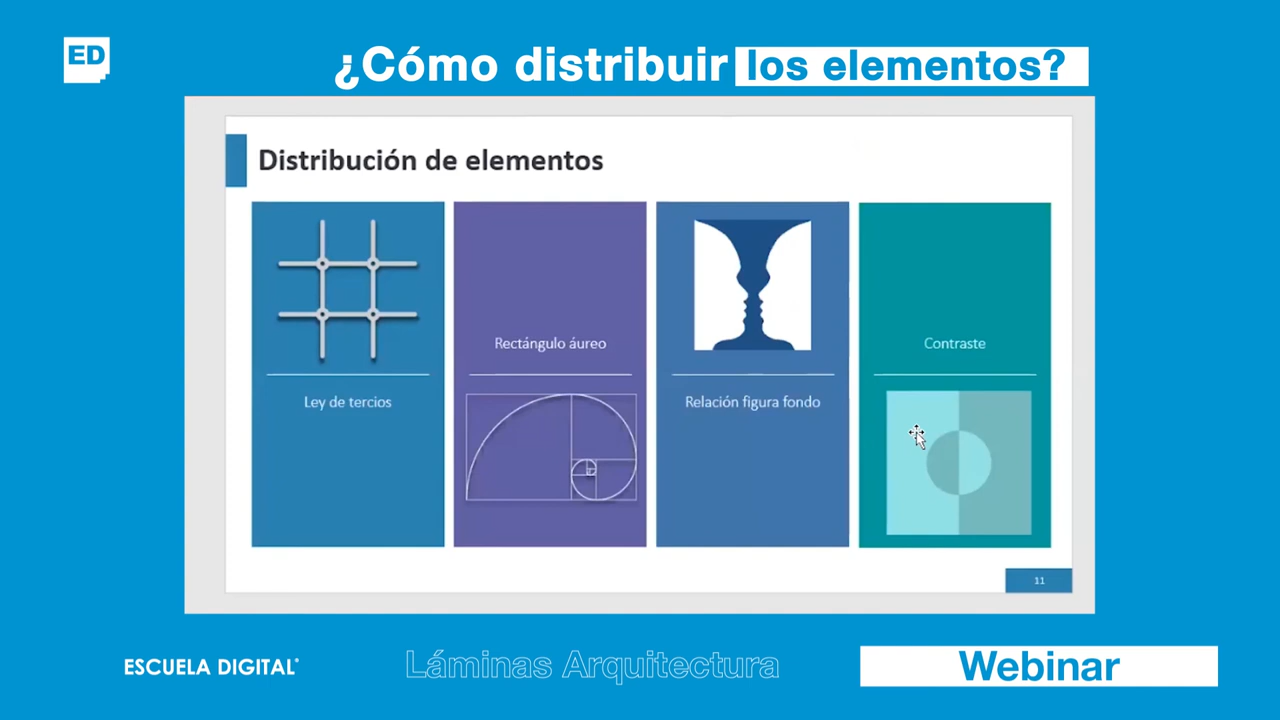 ED
¿Cómo distribuir los elementos?
Distribución de elementos
Ley de tercios
Rectángulo áureo
Relación figura fondo
Contraste
11
ESCUELA DIGITAL®
Láminas Arquitectura
Webinar